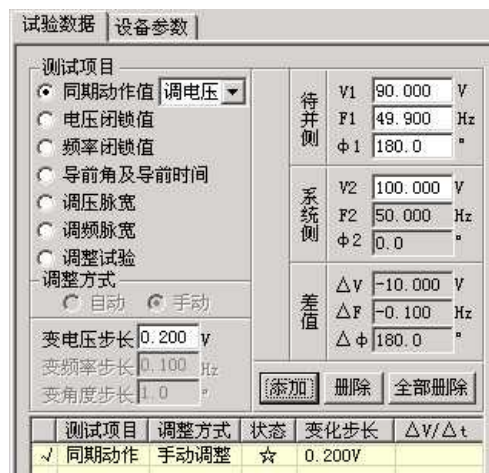 试验数据 设备参数
测试项目
同期动作值 调电压
电压闭锁值
频率闭锁值
导前角及导前时间
调压脉宽
调频脉宽
调整试验
调整方式
自动 手动
变电压步长 0.200 V
变频率步长 0.100 Hz
变角度步长 1.0 °
待并侧
V1 90.000 V
F1 49.900 Hz
φ1 180.0 °
系统侧
V2 100.000 V
F2 50.000 Hz
φ2 0.0 °
差值
△V -10.000 V
△F -0.100 Hz
△φ 180.0 °
添加 删除 全部删除
测试项目 调整方式 状态 变化步长 △V/△t
√ 同期动作 手动调整 ☆ 0.200V